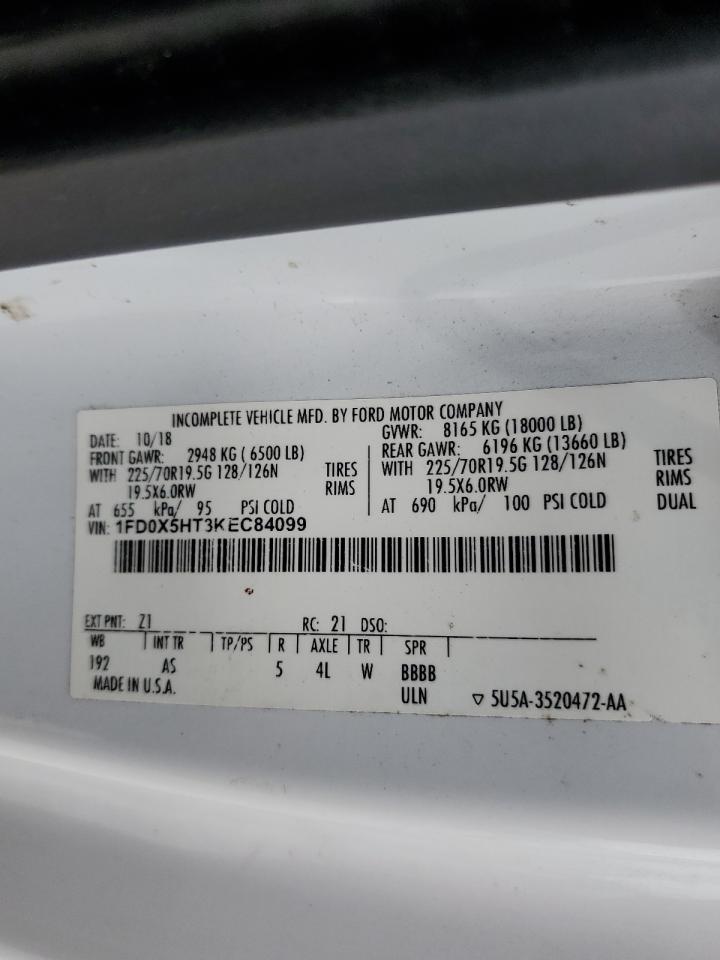 INCOMPLETE VEHICLE MFD. BY FORD MOTOR COMPANY
DATE: 10/18 GVWR: 8165 KG (18000 LB)
FRONT GAWR: 2948 KG ( 6500 LB) REAR GAWR: 6196 KG (13660 LB)
WITH 225/70R19.5G 128/126N TIRES WITH 225/70R19.5G 128/126N TIRES
19.5X6.0RW RIMS 19.5X6.0RW RIMS
AT 655 kPa/ 95 PSI COLD AT 690 kPa/ 100 PSI COLD DUAL
VIN: 1FD0X5HT3KEC84099
EXT PNT: Z1 RC: 21 DSO:
WB INT TR TP/PS R AXLE TR SPR
192 AS 5 4L W BBBB
MADE IN U.S.A. ULN ▽ 5U5A-3520472-AA